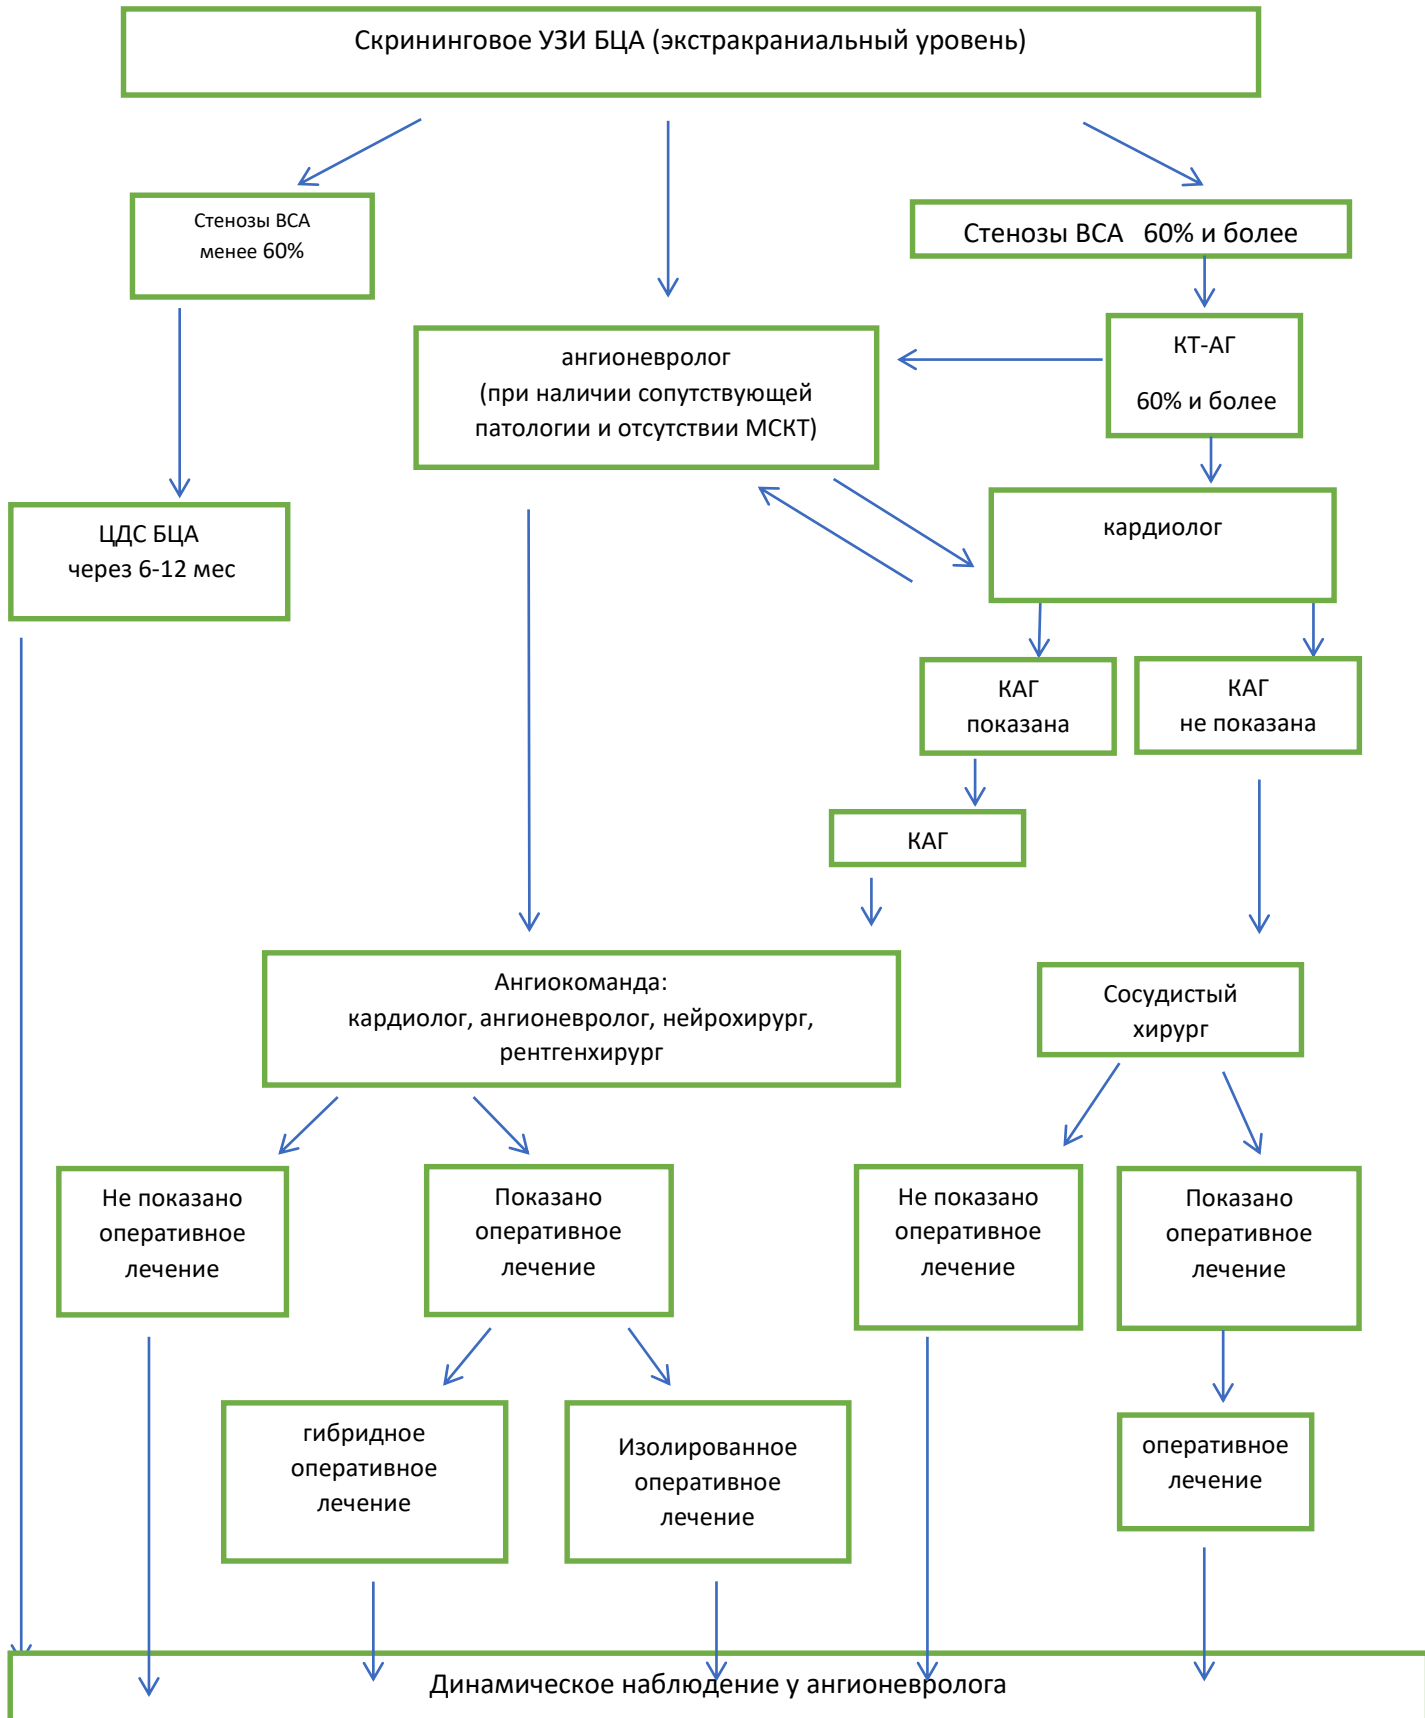 Скрининговое УЗИ БЦА (экстракраниальный уровень)
Стенозы ВСА
менее 60%
Стенозы ВСА 60% и более
ангионевролог
(при наличии сопутствующей
патологии и отсутствии МСКТ)
КТ-АГ
60% и более
ЦДС БЦА
через 6-12 мес
кардиолог
КАГ
показана
КАГ
не показана
КАГ
Ангиокоманда:
кардиолог, ангионевролог, нейрохирург,
рентгенхирург
Сосудистый
хирург
Не показано
оперативное
лечение
Показано
оперативное
лечение
Не показано
оперативное
лечение
Показано
оперативное
лечение
гибридное
оперативное
лечение
Изолированное
оперативное
лечение
оперативное
лечение
Динамическое наблюдение у ангионевролога